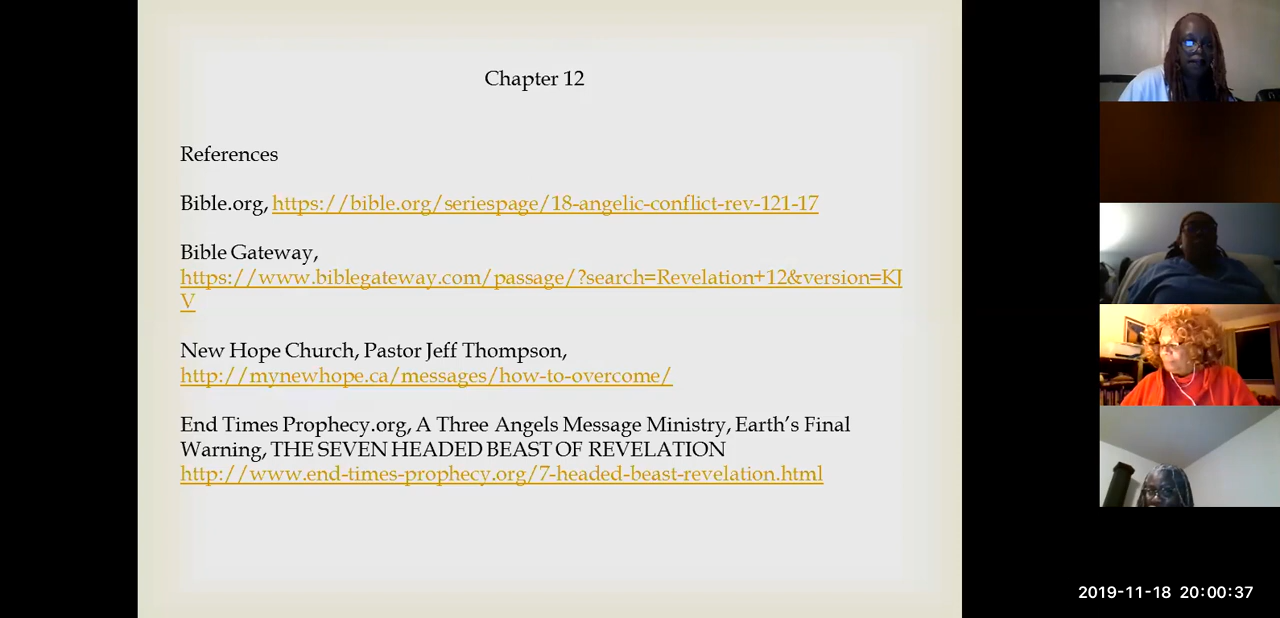 Chapter 12
References
Bible.org, https://bible.org/seriespage/18-angelic-conflict-rev-121-17
Bible Gateway,
https://www.biblegateway.com/passage/?search=Revelation+12&version=KJ
V
New Hope Church, Pastor Jeff Thompson,
http://mynewhope.ca/messages/how-to-overcome/
End Times Prophecy.org, A Three Angels Message Ministry, Earth’s Final
Warning, THE SEVEN HEADED BEAST OF REVELATION
http://www.end-times-prophecy.org/7-headed-beast-revelation.html
2019-11-18 20:00:37